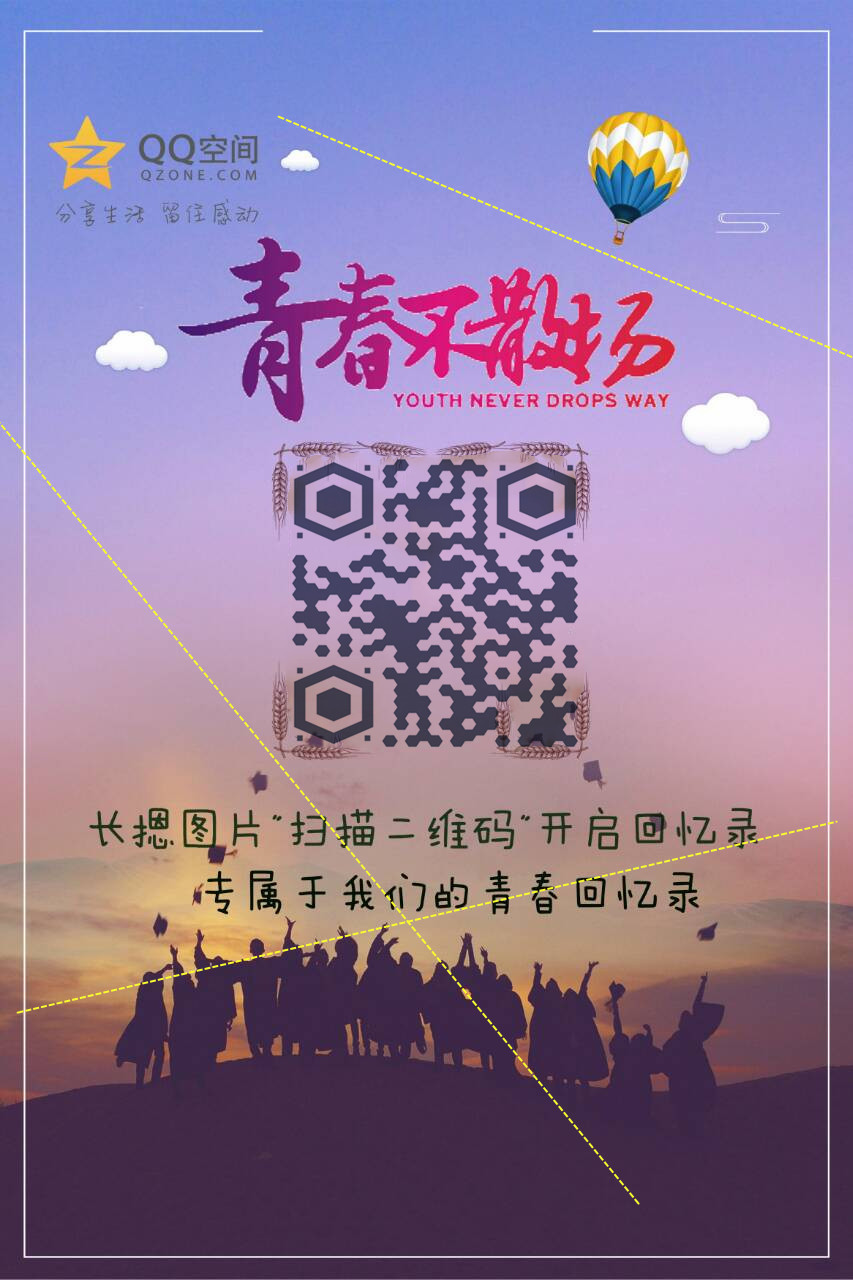 QQ空间
QZONE.COM
分享生活 留住感动
青春不散场
YOUTH NEVER DROPS WAY
长摁图片"扫描二维码"开启回忆录
专属于我们的青春回忆录